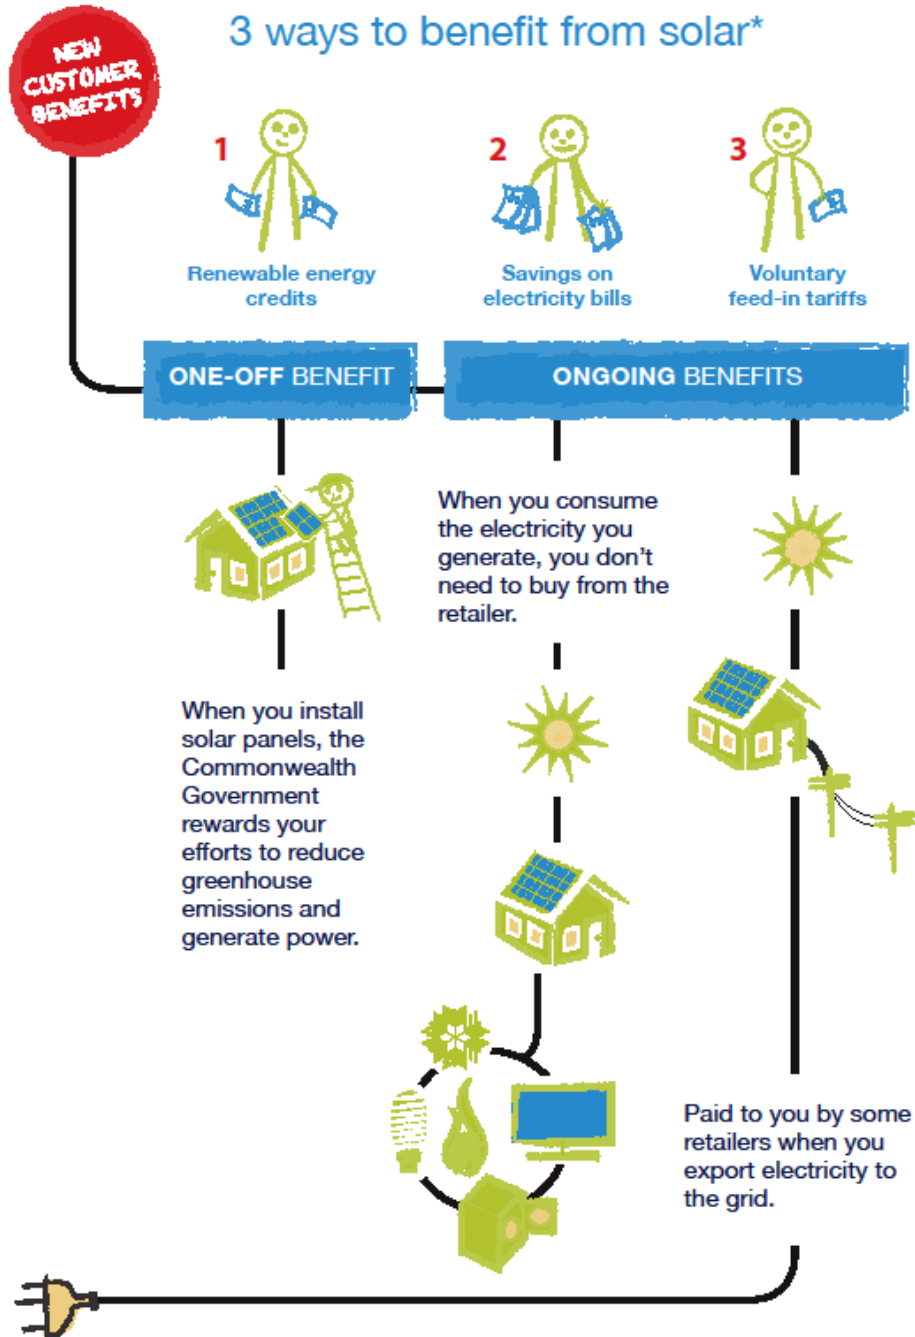 3 ways to benefit from solar*
NEW
CUSTOMER
BENEFITS
1
2
3
Renewable energy
credits
Savings on
electricity bills
Voluntary
feed-in tariffs
ONE-OFF BENEFIT
ONGOING BENEFITS
When you install
solar panels, the
Commonwealth
Government
rewards your
efforts to reduce
greenhouse
emissions and
generate power.
When you consume
the electricity you
generate, you don't
need to buy from the
retailer.
Paid to you by some
retailers when you
export electricity to
the grid.